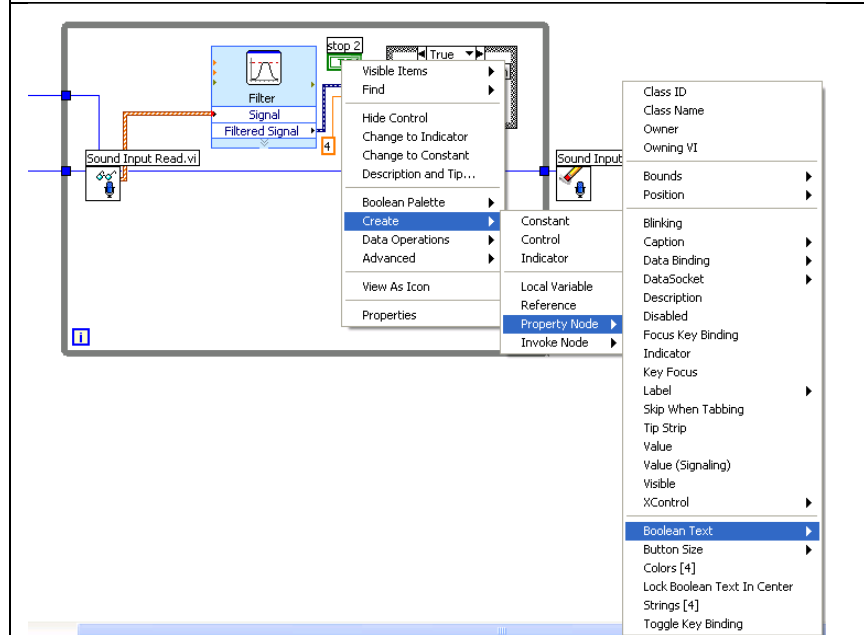 stop 2
True
Filter
Signal
Filtered Signal
4
Sound Input Read.vi
Sound Input
i
Visible Items
Find
Hide Control
Change to Indicator
Change to Constant
Description and Tip...
Boolean Palette
Create
Data Operations
Advanced
View As Icon
Properties
Constant
Control
Indicator
Local Variable
Reference
Property Node
Invoke Node
Class ID
Class Name
Owner
Owning VI
Bounds
Position
Blinking
Caption
Data Binding
DataSocket
Description
Disabled
Focus Key Binding
Indicator
Key Focus
Label
Skip When Tabbing
Tip Strip
Value
Value (Signaling)
Visible
XControl
Boolean Text
Button Size
Colors [4]
Lock Boolean Text In Center
Strings [4]
Toggle Key Binding